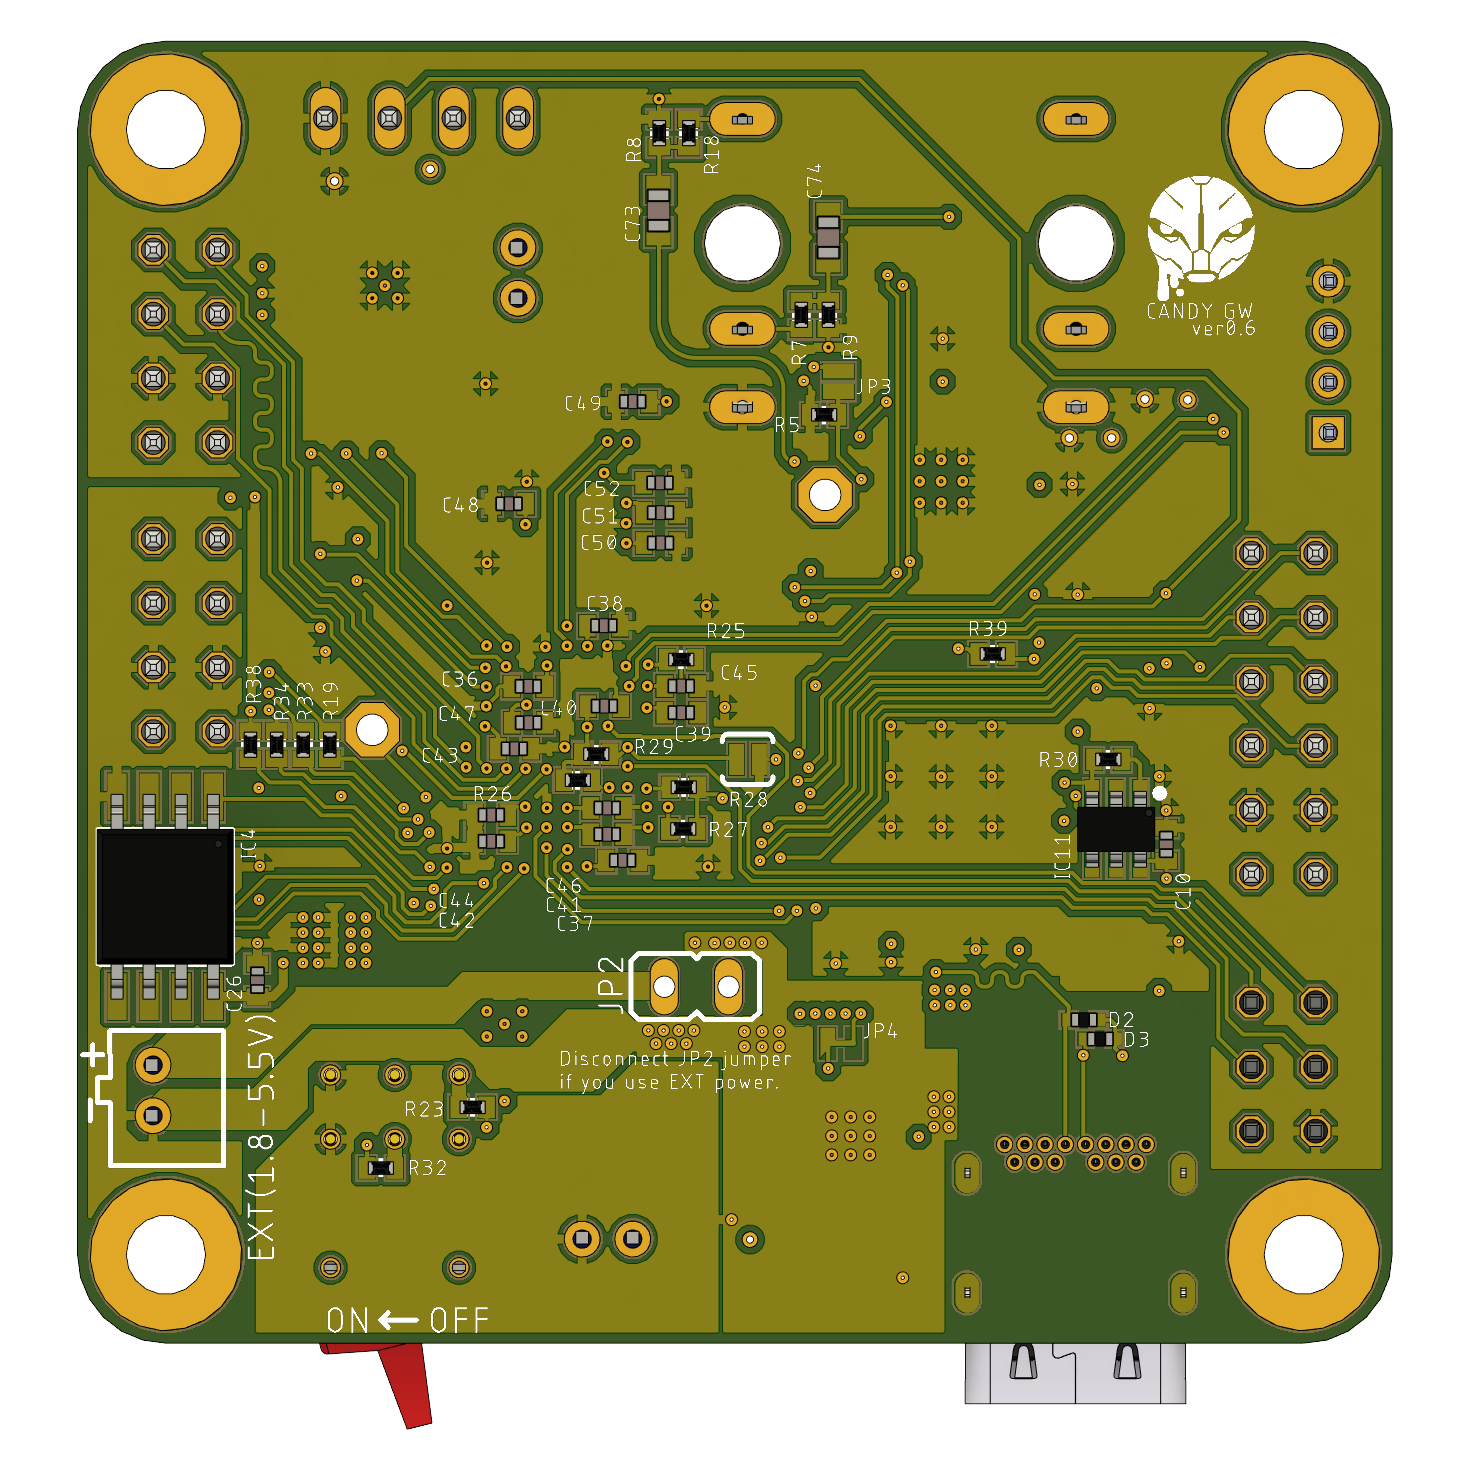 R8
R18
C73
C74
CANDY GW
ver0.6
R7
R9
JP3
C49
R5
C52
C48
C51
C50
C38
R25
R39
C36
C45
R38
R34
R33
R19
C47
C40
C39
C43
R29
R30
R26
R28
R27
IC4
IC11
C46
C10
C44
C41
C42
C37
C26
JP2
D2
JP4
D3
Disconnect JP2 jumper
if you use EXT power.
+
-
EXT(1.8-5.5V)
R23
R32
ON ← OFF